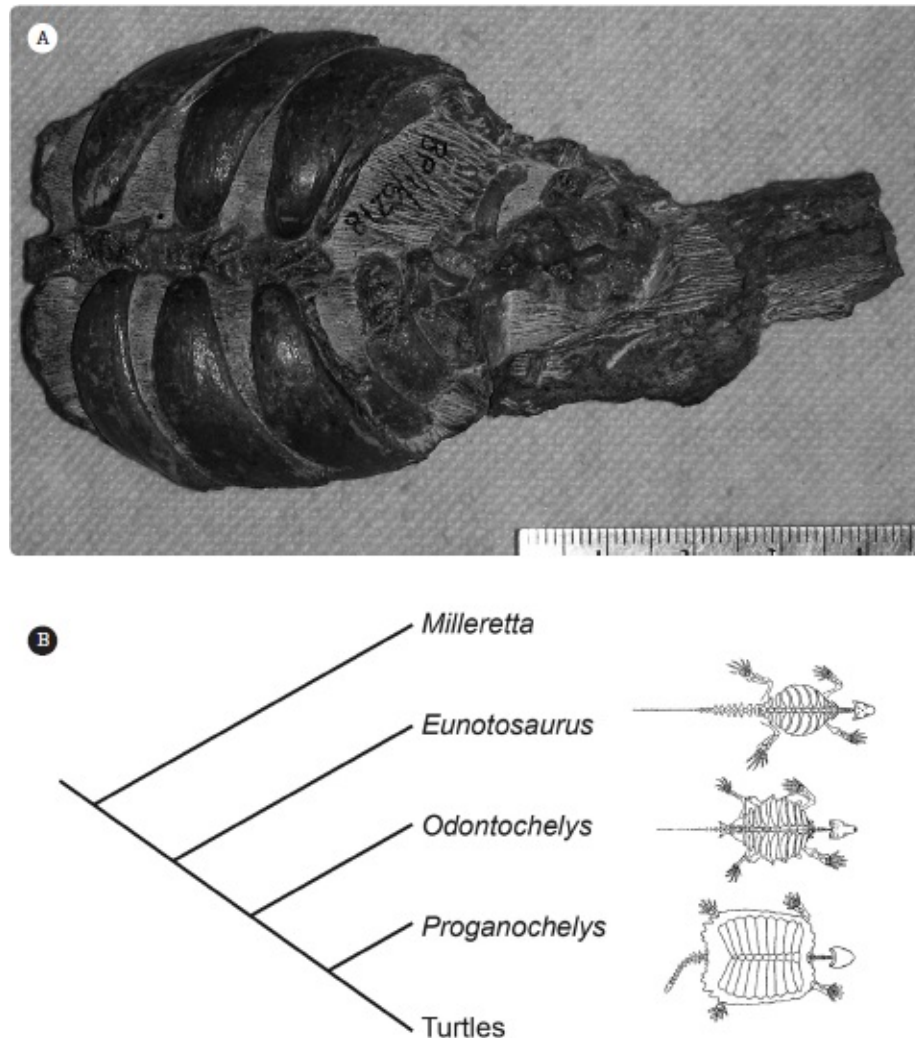 A
B
Milleretta
Eunotosaurus
Odontochelys
Proganochelys
Turtles